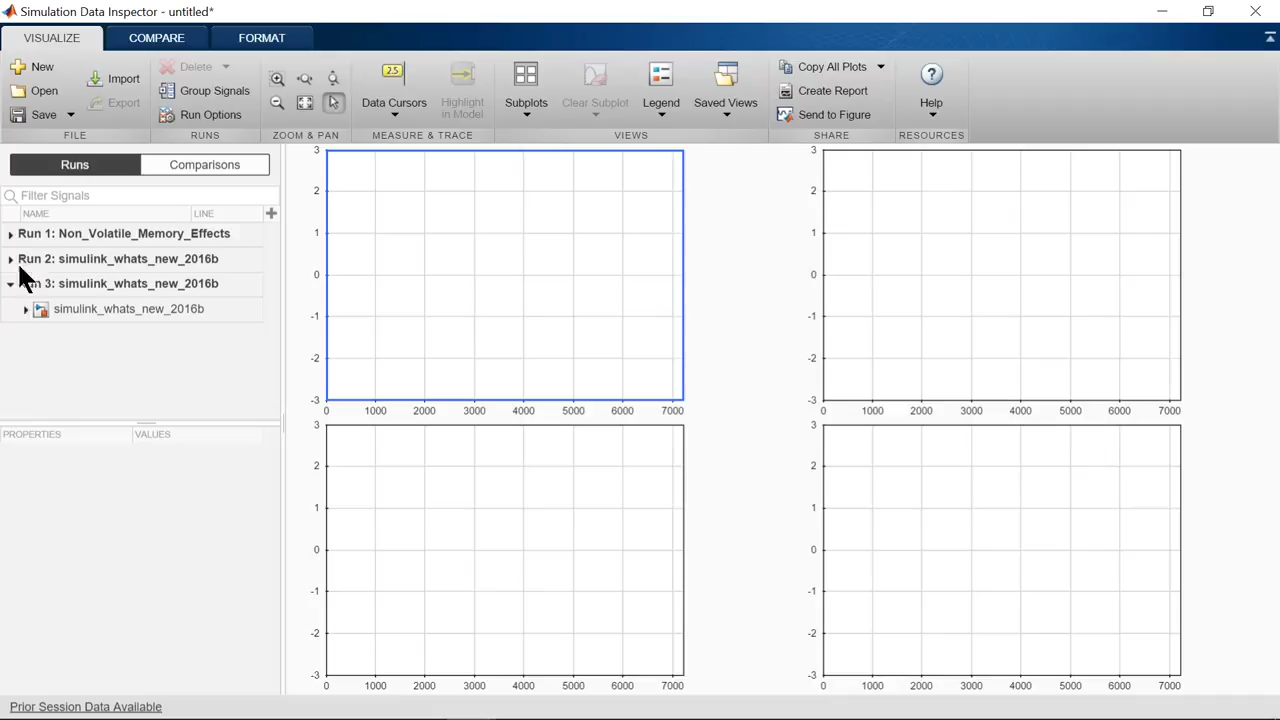 Simulation Data Inspector - untitled*
VISUALIZE
COMPARE
FORMAT
New
Open
Save
Import
Export
FILE
Delete
Group Signals
Run Options
RUNS
ZOOM & PAN
2.5
Data Cursors
Highlight
in Model
MEASURE & TRACE
Subplots
Clear Subplot
Legend
Saved Views
VIEWS
Copy All Plots
Create Report
Send to Figure
SHARE
?
Help
RESOURCES
Runs
Comparisons
Filter Signals
NAME
LINE
Run 1: Non_Volatile_Memory_Effects
Run 2: simulink_whats_new_2016b
n 3: simulink_whats_new_2016b
simulink_whats_new_2016b
PROPERTIES
VALUES
3
2
1
0
-1
-2
-3
0 1000 2000 3000 4000 5000 6000 7000
3
2
1
0
-1
-2
-3
0 1000 2000 3000 4000 5000 6000 7000
3
2
1
0
-1
-2
-3
0 1000 2000 3000 4000 5000 6000 7000
3
2
1
0
-1
-2
-3
0 1000 2000 3000 4000 5000 6000 7000
Prior Session Data Available